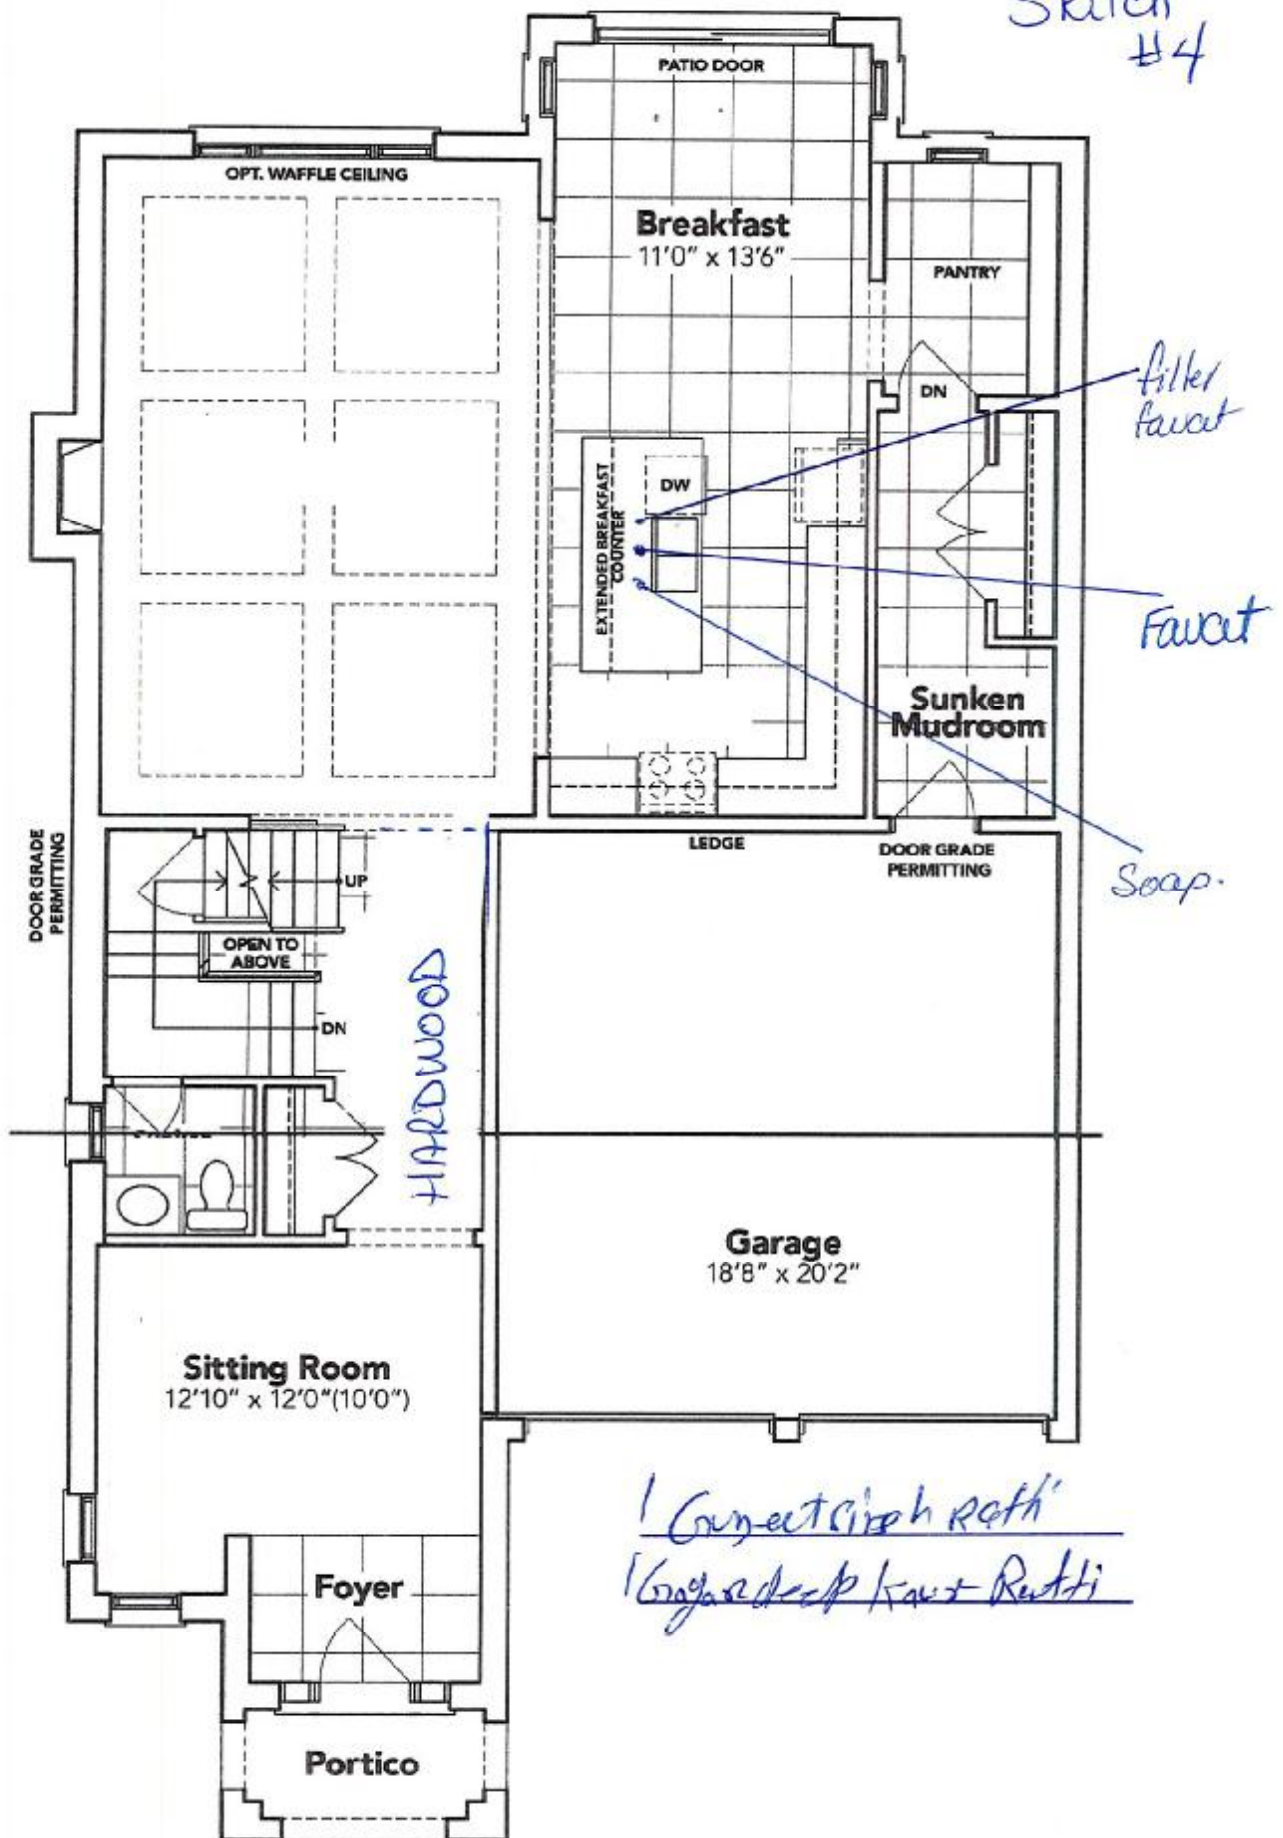 Sketch
#4
PATIO DOOR
OPT. WAFFLE CEILING
Breakfast
11'0" x 13'6"
PANTRY
DN
filter
faucet
DW
EXTENDED BREAKFAST
COUNTER
Faucet
Sunken
Mudroom
LEDGE
DOOR GRADE
PERMITTING
Soap.
DOOR GRADE
PERMITTING
UP
OPEN TO
ABOVE
DN
HARDWOOD
Garage
18'8" x 20'2"
Sitting Room
12'10" x 12'0"(10'0")
Foyer
Portico